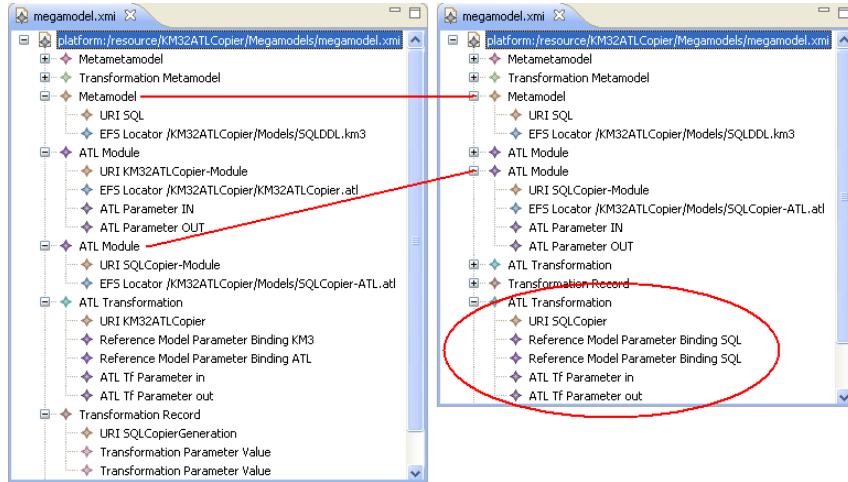 megamodel.xmi
platform:/resource/KM32ATLCopier/Megamodels/megamodel.xmi
Metametamodel
Transformation Metamodel
Metamodel
URI SQL
EFS Locator /KM32ATLCopier/Models/SQLDDL.km3
ATL Module
URI KM32ATLCopier-Module
EFS Locator /KM32ATLCopier/KM32ATLCopier.atl
ATL Parameter IN
ATL Parameter OUT
ATL Module
URI SQLCopier-Module
EFS Locator /KM32ATLCopier/Models/SQLCopier-ATL.atl
ATL Transformation
URI KM32ATLCopier
Reference Model Parameter Binding KM3
Reference Model Parameter Binding ATL
ATL Tf Parameter in
ATL Tf Parameter out
Transformation Record
URI SQLCopierGeneration
Transformation Parameter Value
Transformation Parameter Value
megamodel.xmi
platform:/resource/KM32ATLCopier/Megamodels/megamodel.xmi
Metametamodel
Transformation Metamodel
Metamodel
URI SQL
EFS Locator /KM32ATLCopier/Models/SQLDDL.km3
ATL Module
ATL Module
URI SQLCopier-Module
EFS Locator /KM32ATLCopier/Models/SQLCopier-ATL.atl
ATL Parameter IN
ATL Parameter OUT
ATL Transformation
Transformation Record
ATL Transformation
URI SQLCopier
Reference Model Parameter Binding SQL
Reference Model Parameter Binding SQL
ATL Tf Parameter in
ATL Tf Parameter out